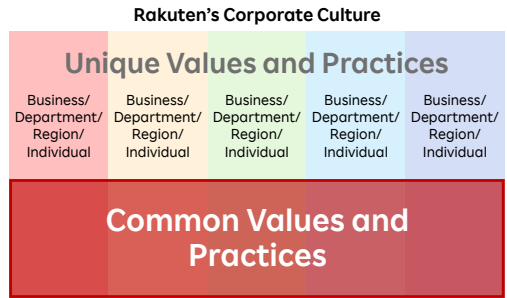 Rakuten’s Corporate Culture
Unique Values and Practices
Business/
Department/
Region/
Individual
Business/
Department/
Region/
Individual
Business/
Department/
Region/
Individual
Business/
Department/
Region/
Individual
Business/
Department/
Region/
Individual
Common Values and
Practices